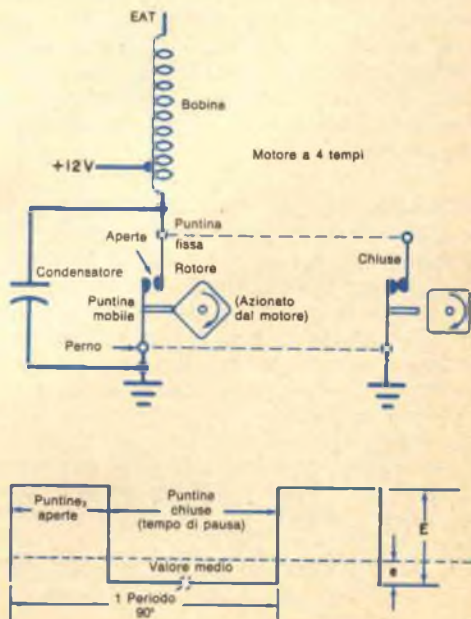 EAT
Bobina
+12V
Motore a 4 tempi
Puntina
fissa
Aperte
Chiuse
Condensatore
Rotore
Puntina
mobile
(Azionato
dal motore)
Perno
Puntine
aperte
Puntine
chiuse
(tempo di pausa)
E
Valore medio
e
1 Periodo
90°